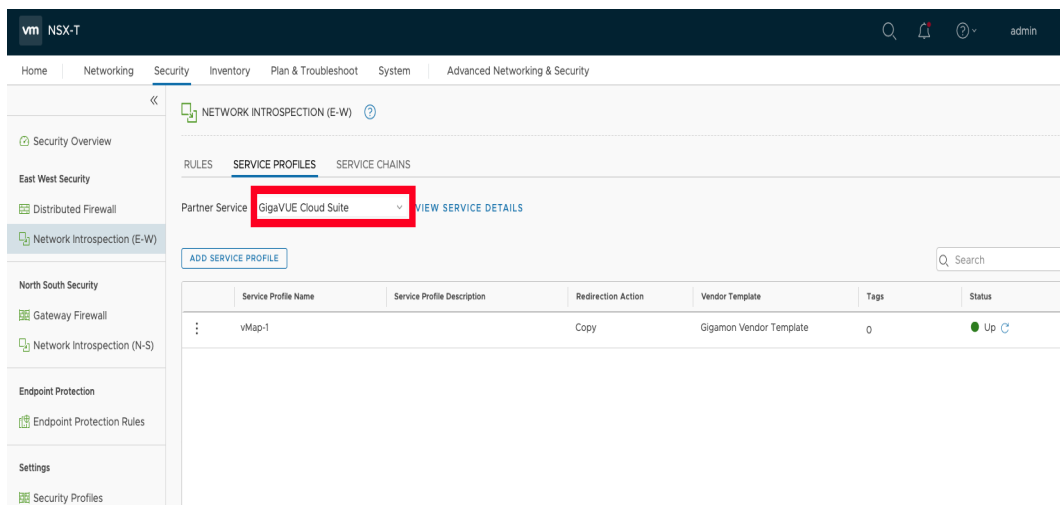 vm NSX-T
admin
Home Networking Security Inventory Plan & Troubleshoot System Advanced Networking & Security
Security Overview
East West Security
Distributed Firewall
Network Introspection (E-W)
North South Security
Gateway Firewall
Network Introspection (N-S)
Endpoint Protection
Endpoint Protection Rules
Settings
Security Profiles
NETWORK INTROSPECTION (E-W)
RULES SERVICE PROFILES SERVICE CHAINS
Partner Service GigaVUE Cloud Suite VIEW SERVICE DETAILS
ADD SERVICE PROFILE
Search
Service Profile Name Service Profile Description Redirection Action Vendor Template Tags Status
vMap-1 Copy Gigamon Vendor Template 0 Up